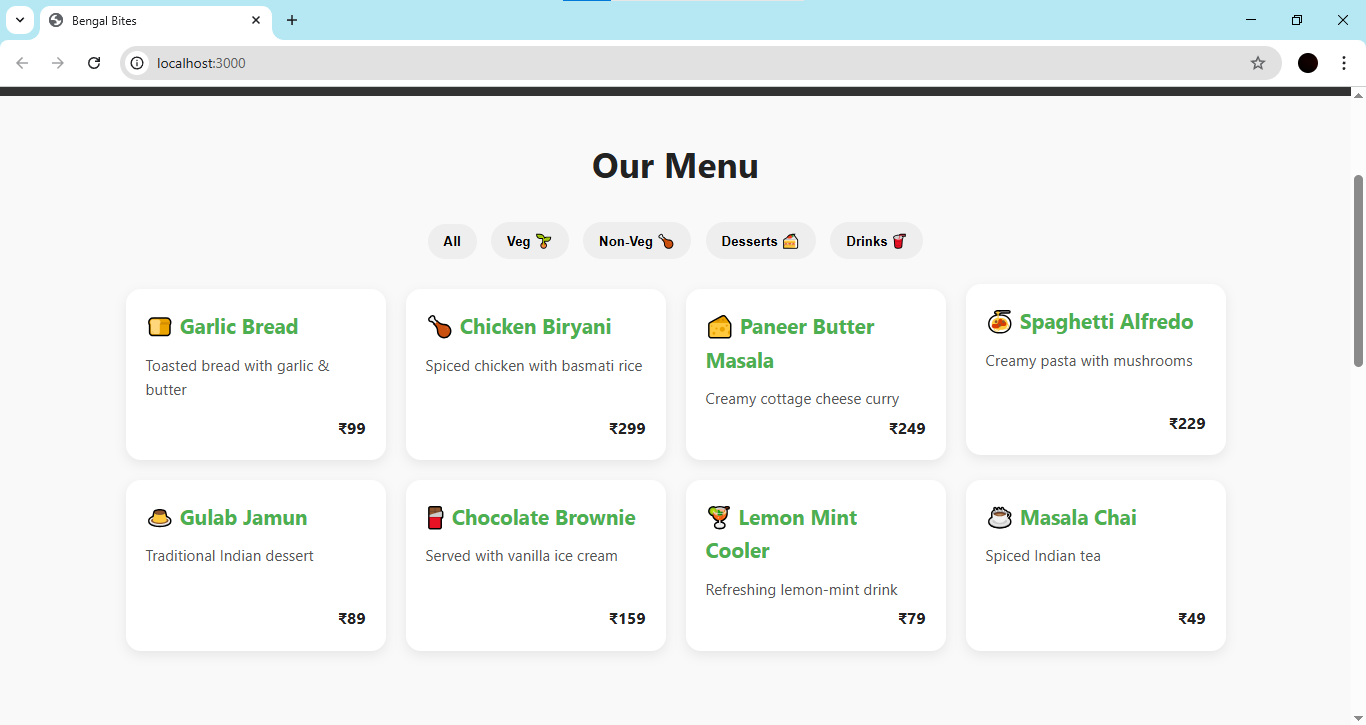 Bengal Bites
localhost:3000
Our Menu
All
Veg
Non-Veg
Desserts
Drinks
Garlic Bread
Toasted bread with garlic &
butter
₹99
Chicken Biryani
Spiced chicken with basmati rice
₹299
Paneer Butter
Masala
Creamy cottage cheese curry
₹249
Spaghetti Alfredo
Creamy pasta with mushrooms
₹229
Gulab Jamun
Traditional Indian dessert
₹89
Chocolate Brownie
Served with vanilla ice cream
₹159
Lemon Mint
Cooler
Refreshing lemon-mint drink
₹79
Masala Chai
Spiced Indian tea
₹49